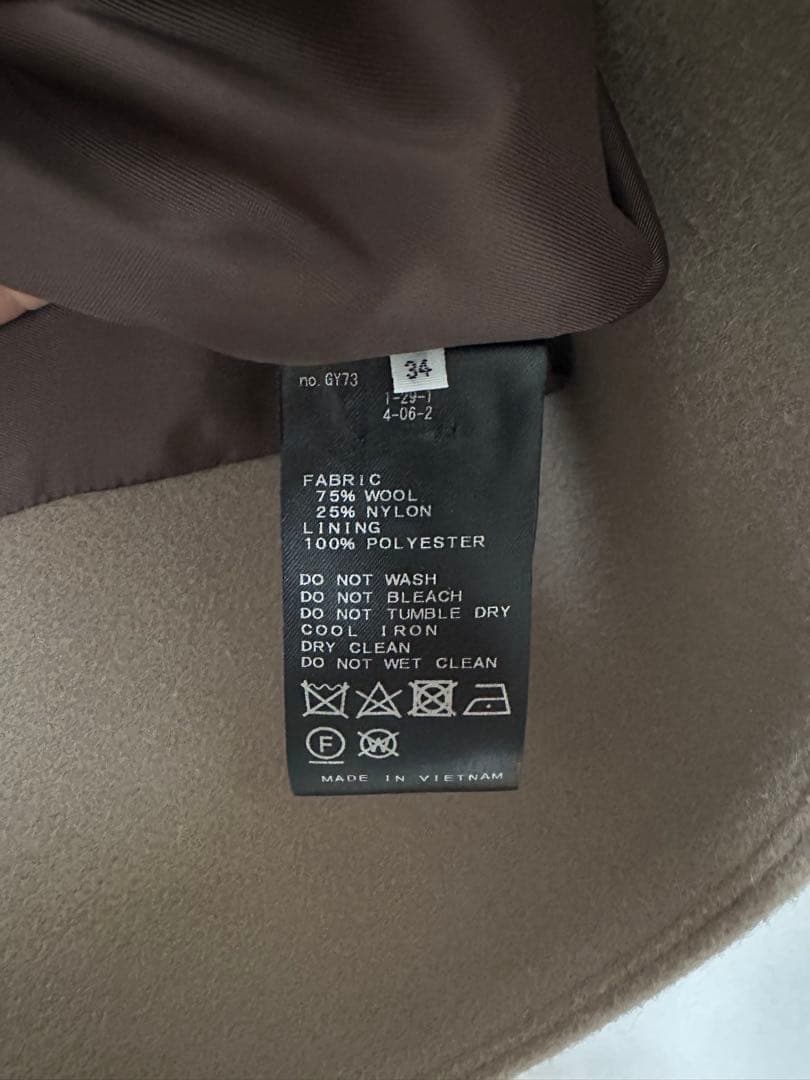 34
no. GY73
1-29-1
4-06-2
FABRIC
75% WOOL
25% NYLON
LINING
100% POLYESTER
DO NOT WASH
DO NOT BLEACH
DO NOT TUMBLE DRY
COOL IRON
DRY CLEAN
DO NOT WET CLEAN
F W
MADE IN VIETNAM